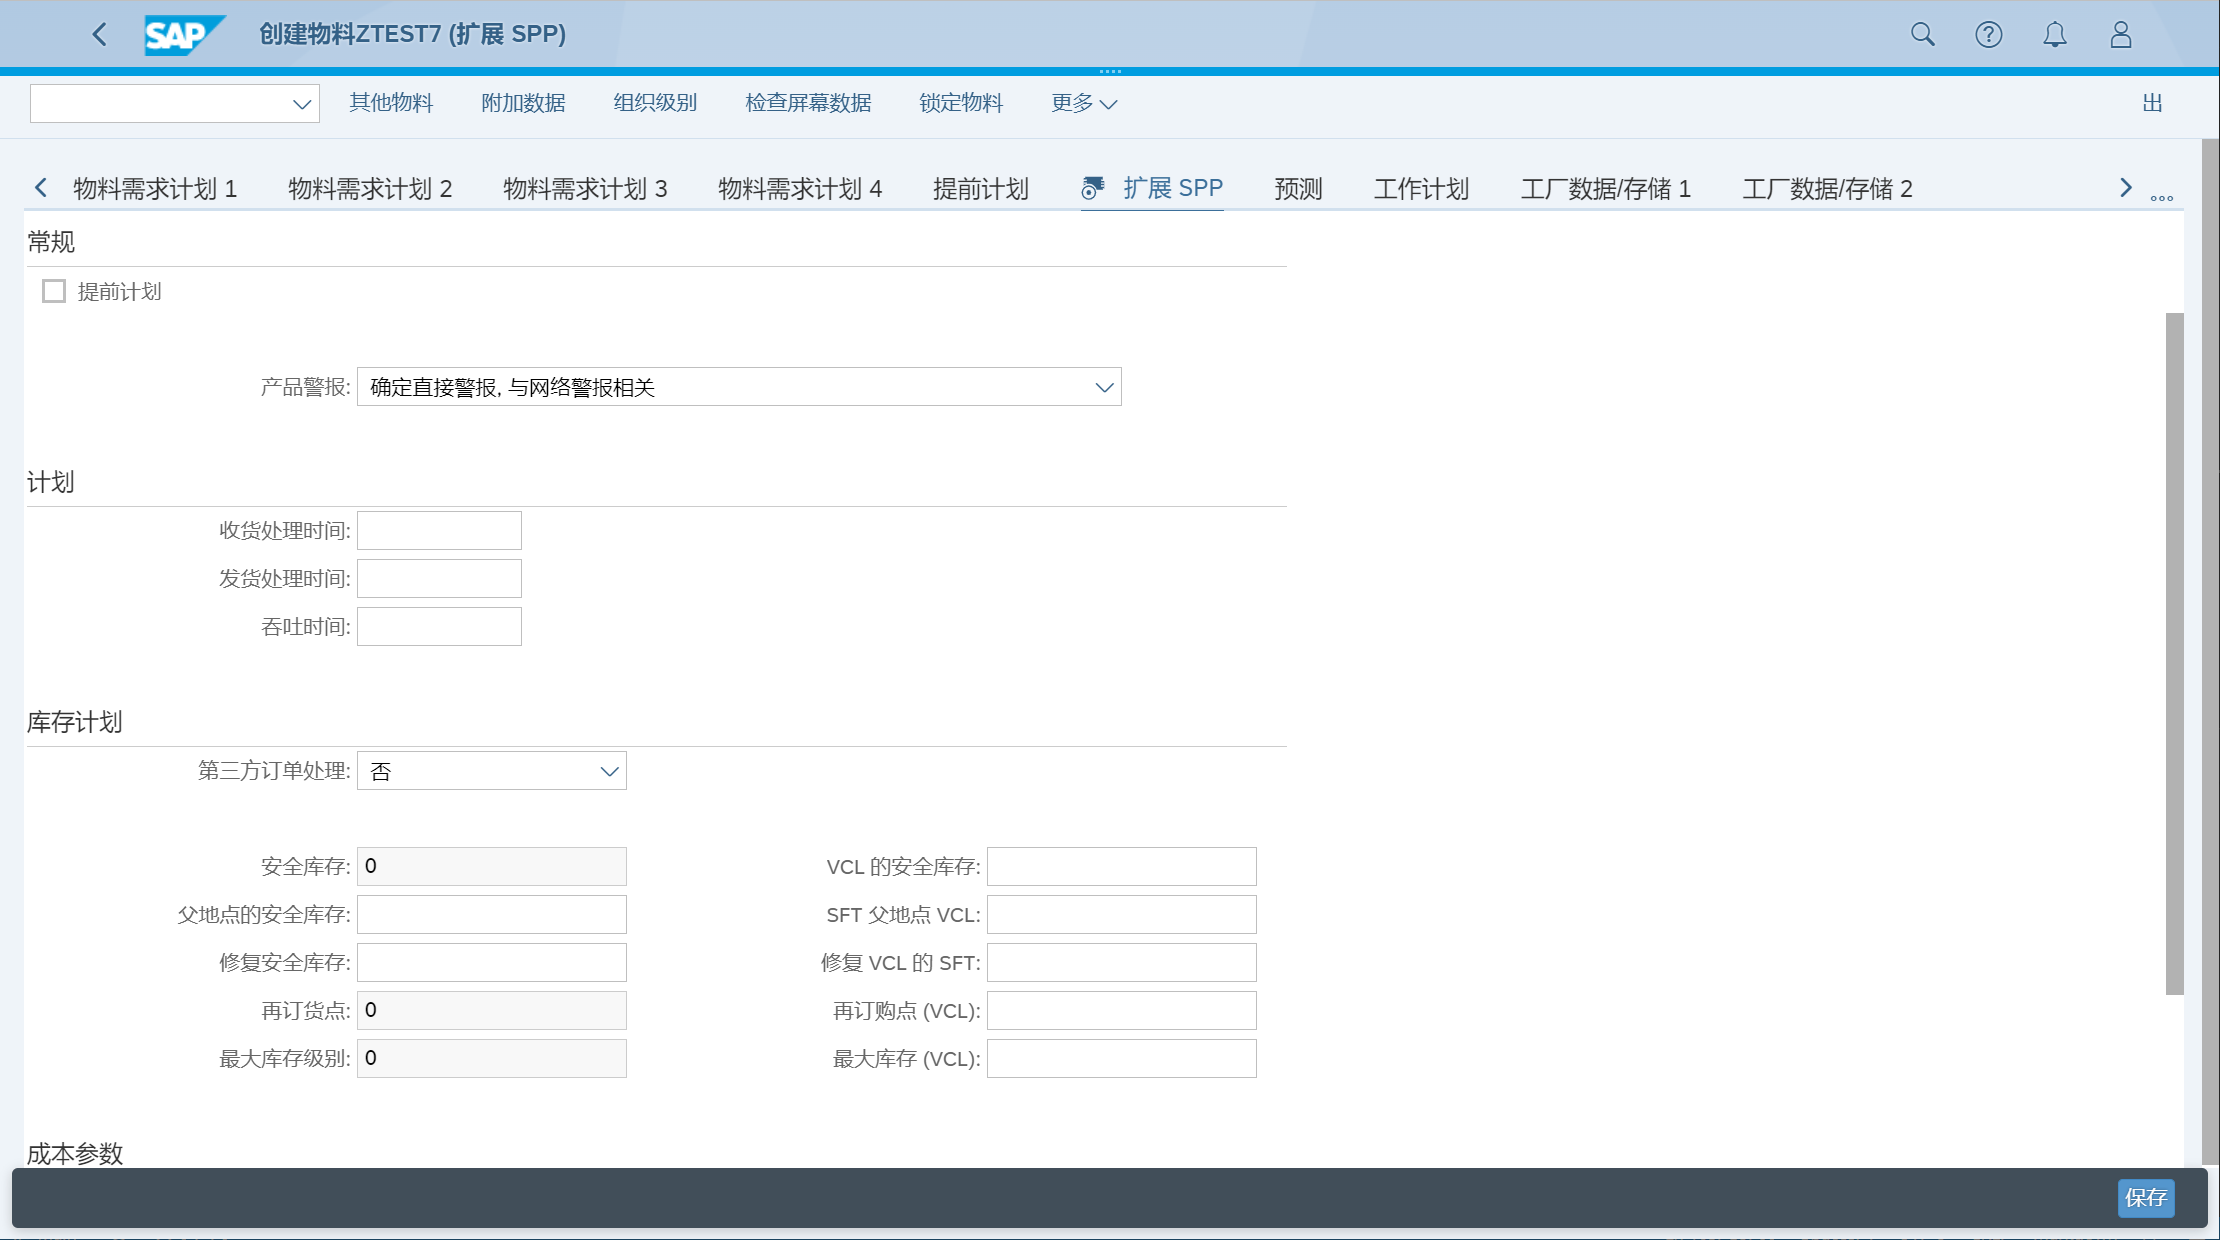 SAP 创建物料ZTEST7 (扩展 SPP)
其他物料 附加数据 组织级别 检查屏幕数据 锁定物料 更多 出
物料需求计划 1 物料需求计划 2 物料需求计划 3 物料需求计划 4 提前计划 扩展 SPP 预测 工作计划 工厂数据/存储 1 工厂数据/存储 2
常规
提前计划
产品警报: 确定直接警报, 与网络警报相关
计划
收货处理时间:
发货处理时间:
吞吐时间:
库存计划
第三方订单处理: 否
安全库存: 0 VCL 的安全库存:
父地点的安全库存: SFT 父地点 VCL:
修复安全库存: 修复 VCL 的 SFT:
再订货点: 0 再订购点 (VCL):
最大库存级别: 0 最大库存 (VCL):
成本参数
保存